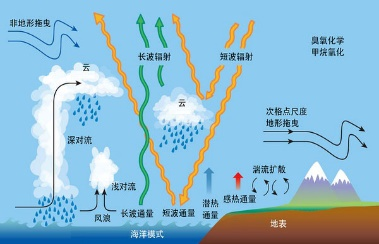 非地形拖曳
云
长波辐射
短波辐射
臭氧化学
甲烷氧化
云
深对流
浅对流
次格点尺度
地形拖曳
湍流扩散
潜热
通量
感热通量
风浪
长波通量
短波通量
海洋模式
地表